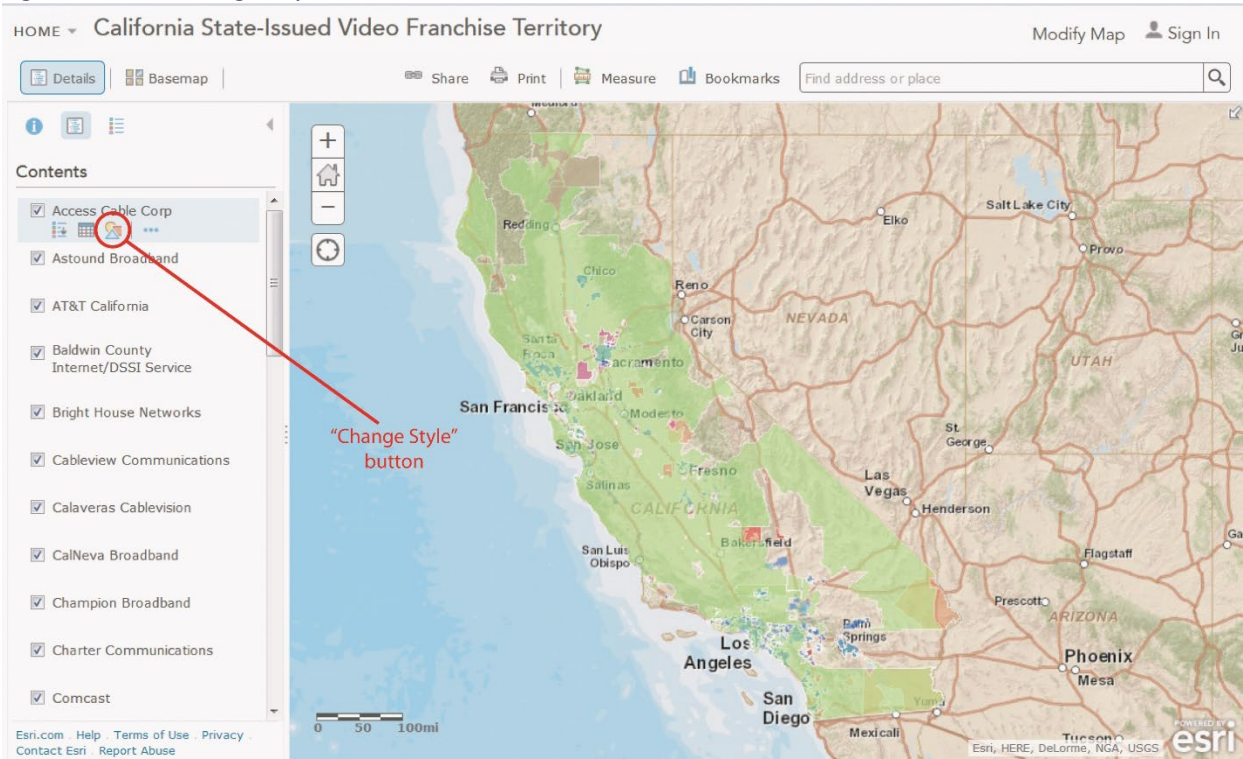 HOME California State-Issued Video Franchise Territory
Modify Map Sign In
Details Basemap
Share Print Measure Bookmarks Find address or place
Contents
Access Cable Corp
Astound Broadband
AT&T California
Baldwin County
Internet/DSSI Service
Bright House Networks
Cableview Communications
Calaveras Cablevision
CalNeva Broadband
Champion Broadband
Charter Communications
Comcast
Esri.com . Help . Terms of Use . Privacy .
Contact Esri . Report Abuse
"Change Style"
button
Medford
Redding
Elko
Salt Lake City
Provo
Chico
Reno
Carson
City
NEVADA
UTAH
Santa
Rosa
Sacramento
Oakland
San Francisco
Modesto
San Jose
St.
George
Fresno
Salinas
Las
Vegas
CALIFORNIA
Henderson
Bakersfield
San Luis
Obispo
Flagstaff
Prescott
ARIZONA
Palm
Springs
Los
Angeles
Phoenix
Mesa
San
Diego
Yuma
Mexicali
Tucson
0 50 100mi
Esri, HERE, DeLorme, NGA, USGS
POWERED BY
esri